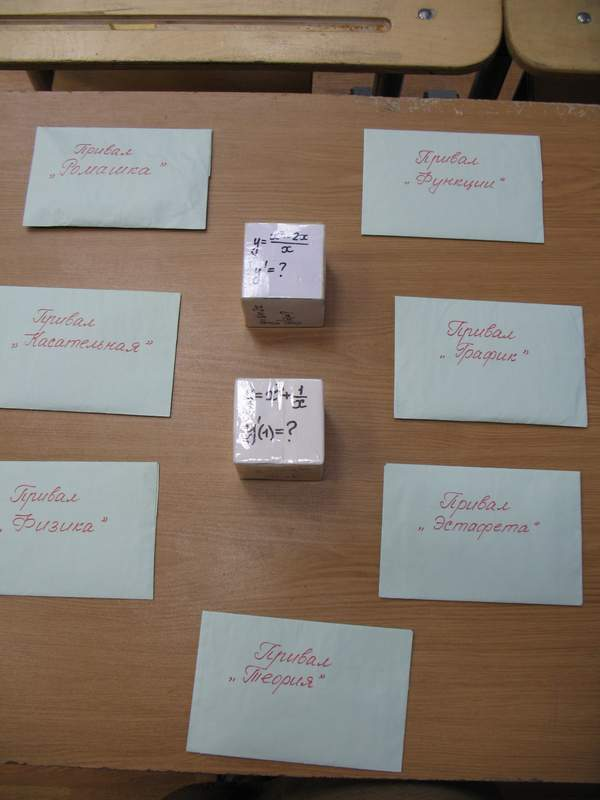 Привал
„Ромашка"
Привал
„Функции"
y'=?
Привал
„Касательная"
Привал
„График"
y'(1)=?
Привал
„Физика"
Привал
„Эстафета"
Привал
„Теория"